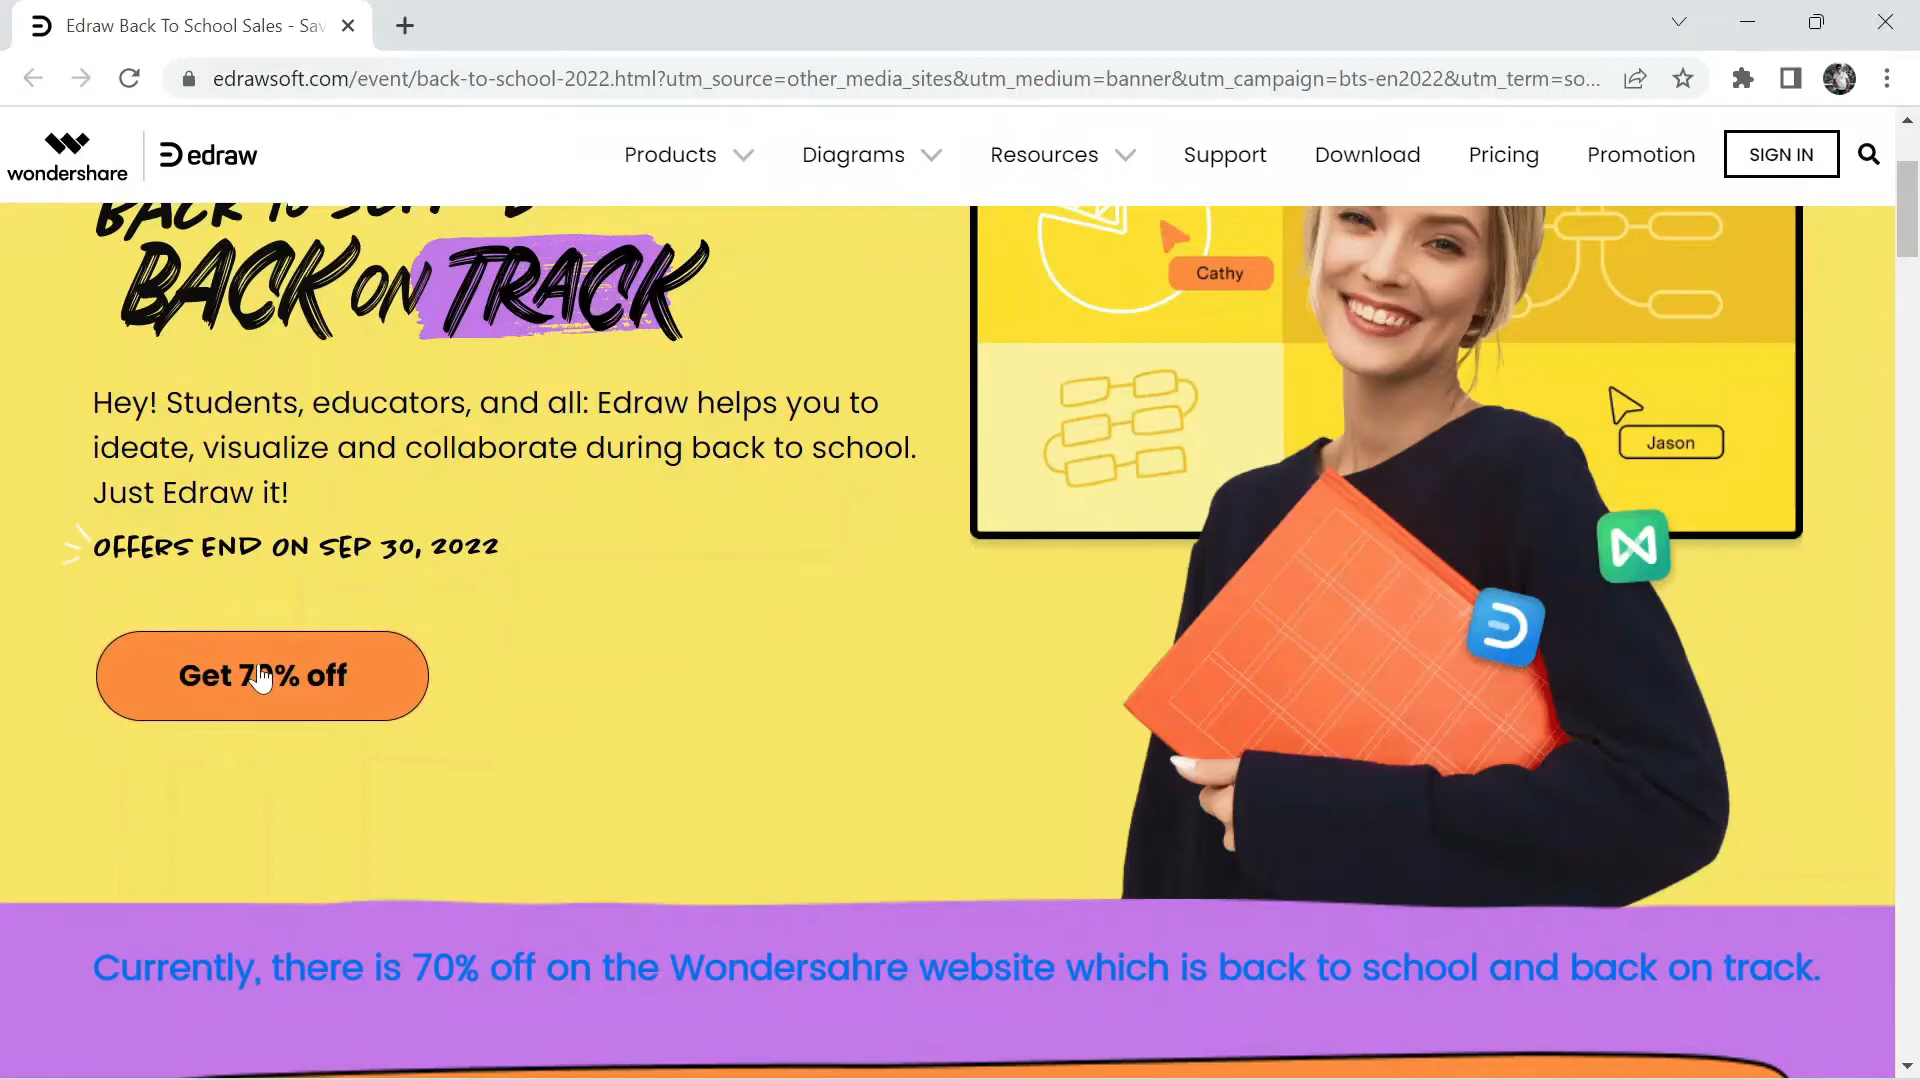 Edraw Back To School Sales - Sav
edrawsoft.com/event/back-to-school-2022.html?utm_source=other_media_sites&utm_medium=banner&utm_campaign=bts-en2022&utm_term=so...
wondershare
edraw
Products
Diagrams
Resources
Support
Download
Pricing
Promotion
SIGN IN
BACK TO
BACK ON TRACK
Cathy
Jason
Hey! Students, educators, and all: Edraw helps you to
ideate, visualize and collaborate during back to school.
Just Edraw it!
OFFERS END ON SEP 30, 2022
Get 70% off
Currently, there is 70% off on the Wondersahre website which is back to school and back on track.